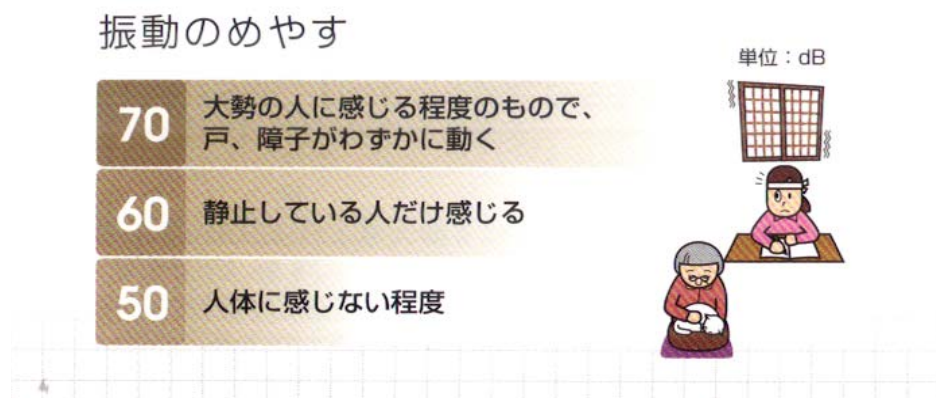 振動のめやす
単位：dB
70
大勢の人に感じる程度のもので、
戸、障子がわずかに動く
60
静止している人だけ感じる
50
人体に感じない程度